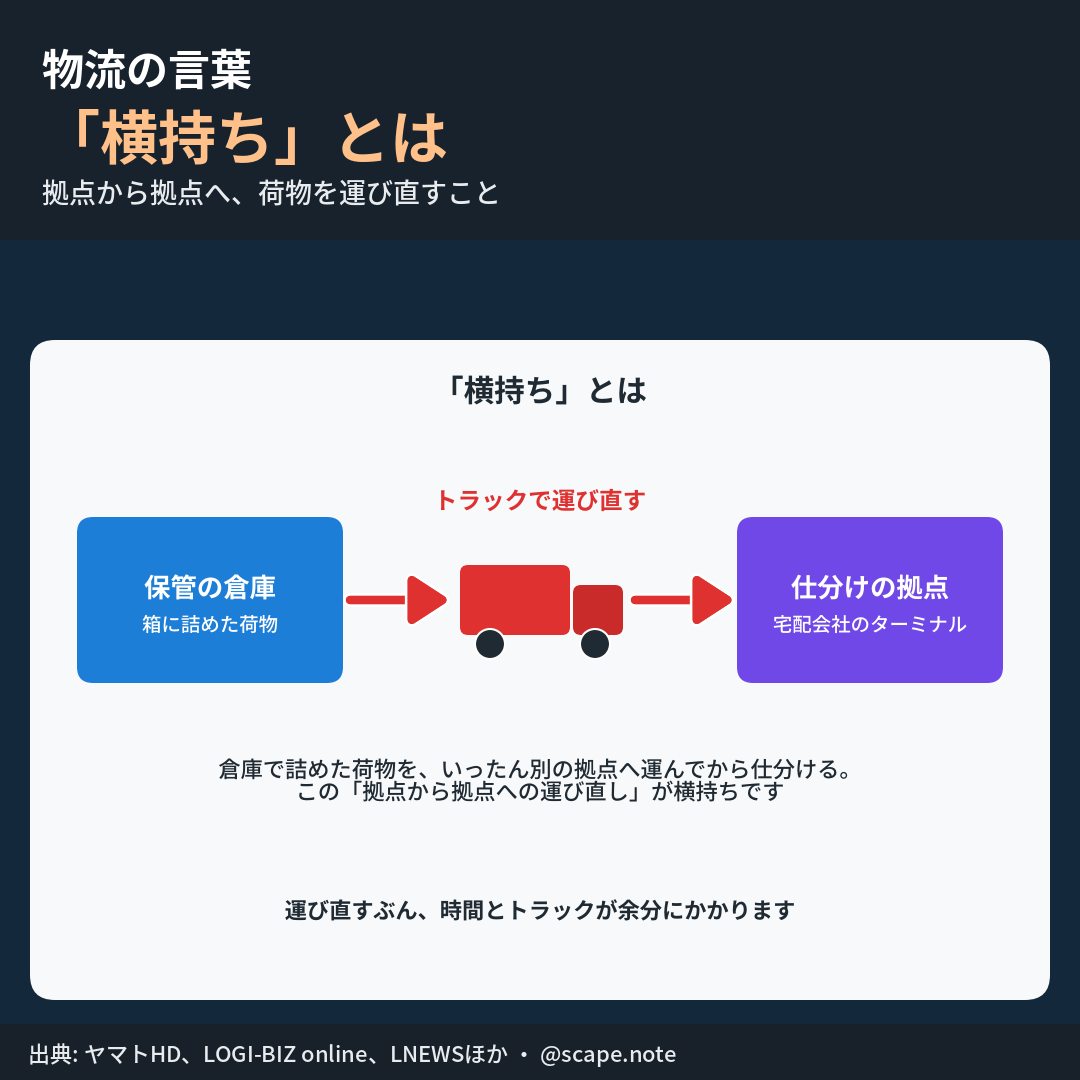 物流の言葉
「横持ち」とは
拠点から拠点へ、荷物を運び直すこと
「横持ち」とは
トラックで運び直す
保管の倉庫
箱に詰めた荷物
仕分けの拠点
宅配会社のターミナル
倉庫で詰めた荷物を、いったん別の拠点へ運んでから仕分ける。
この「拠点から拠点への運び直し」が横持ちです
運び直すぶん、時間とトラックが余分にかかります
出典: ヤマトHD、LOGI-BIZ online、LNEWSほか ・ @scape.note